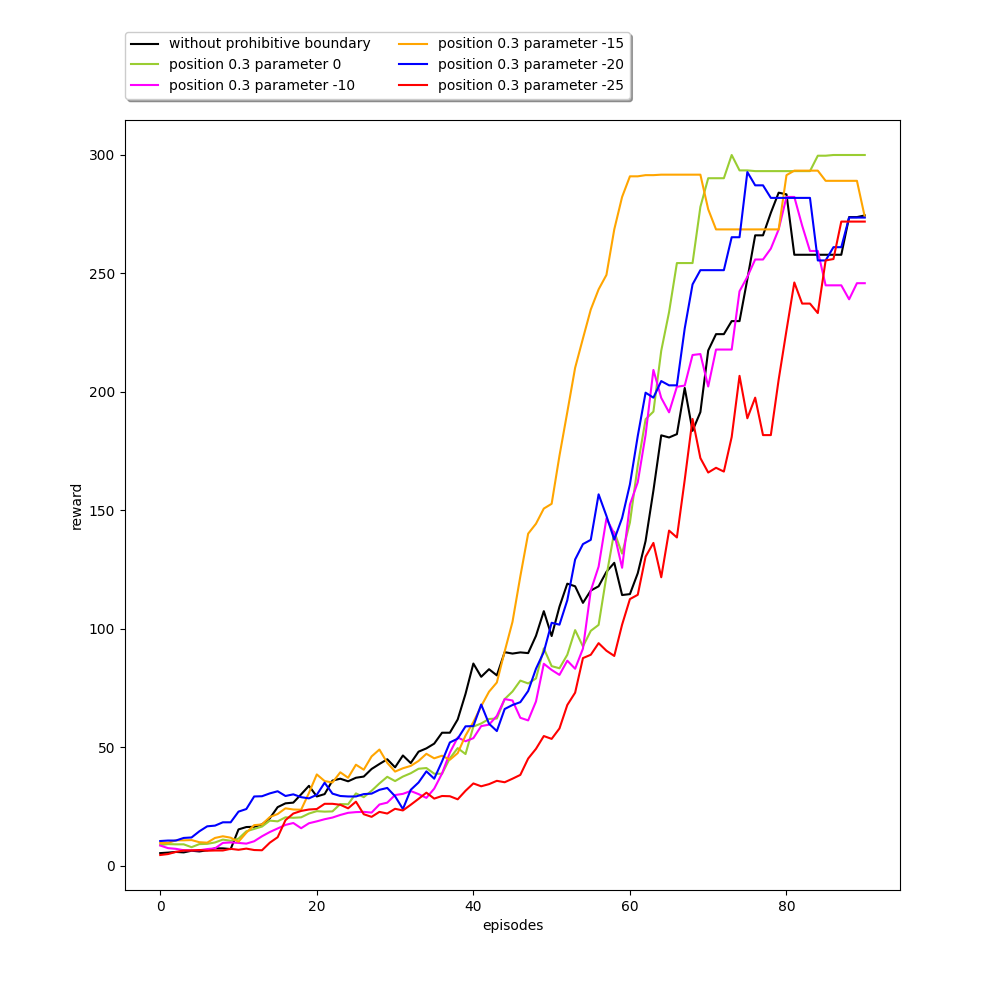 without prohibitive boundary
position 0.3 parameter 0
position 0.3 parameter -10
position 0.3 parameter -15
position 0.3 parameter -20
position 0.3 parameter -25
300
250
200
150
100
50
0
reward
0 20 40 60 80
episodes